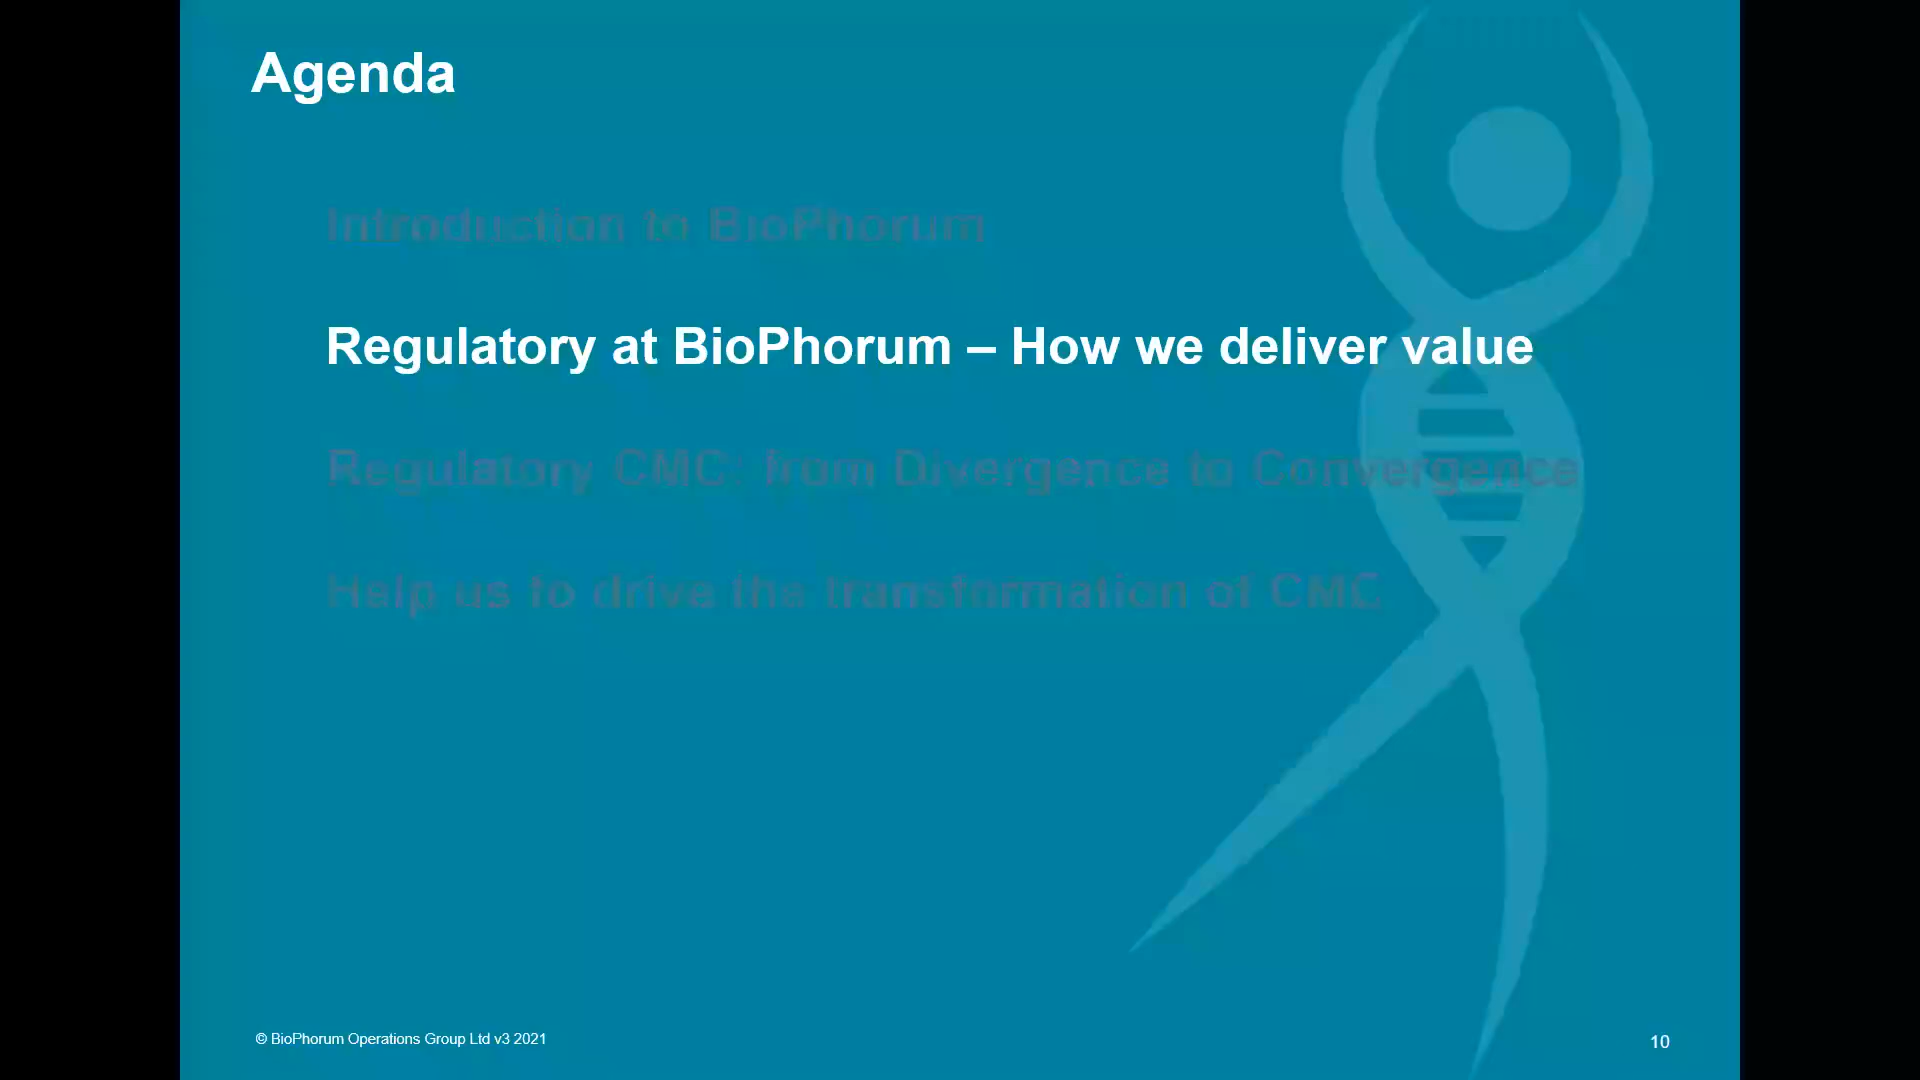 Agenda
Introduction to BioPhorum
Regulatory at BioPhorum – How we deliver value
Regulatory CMC: from Divergence to Convergence
Help us to drive the transformation of CMC
© BioPhorum Operations Group Ltd v3 2021
10